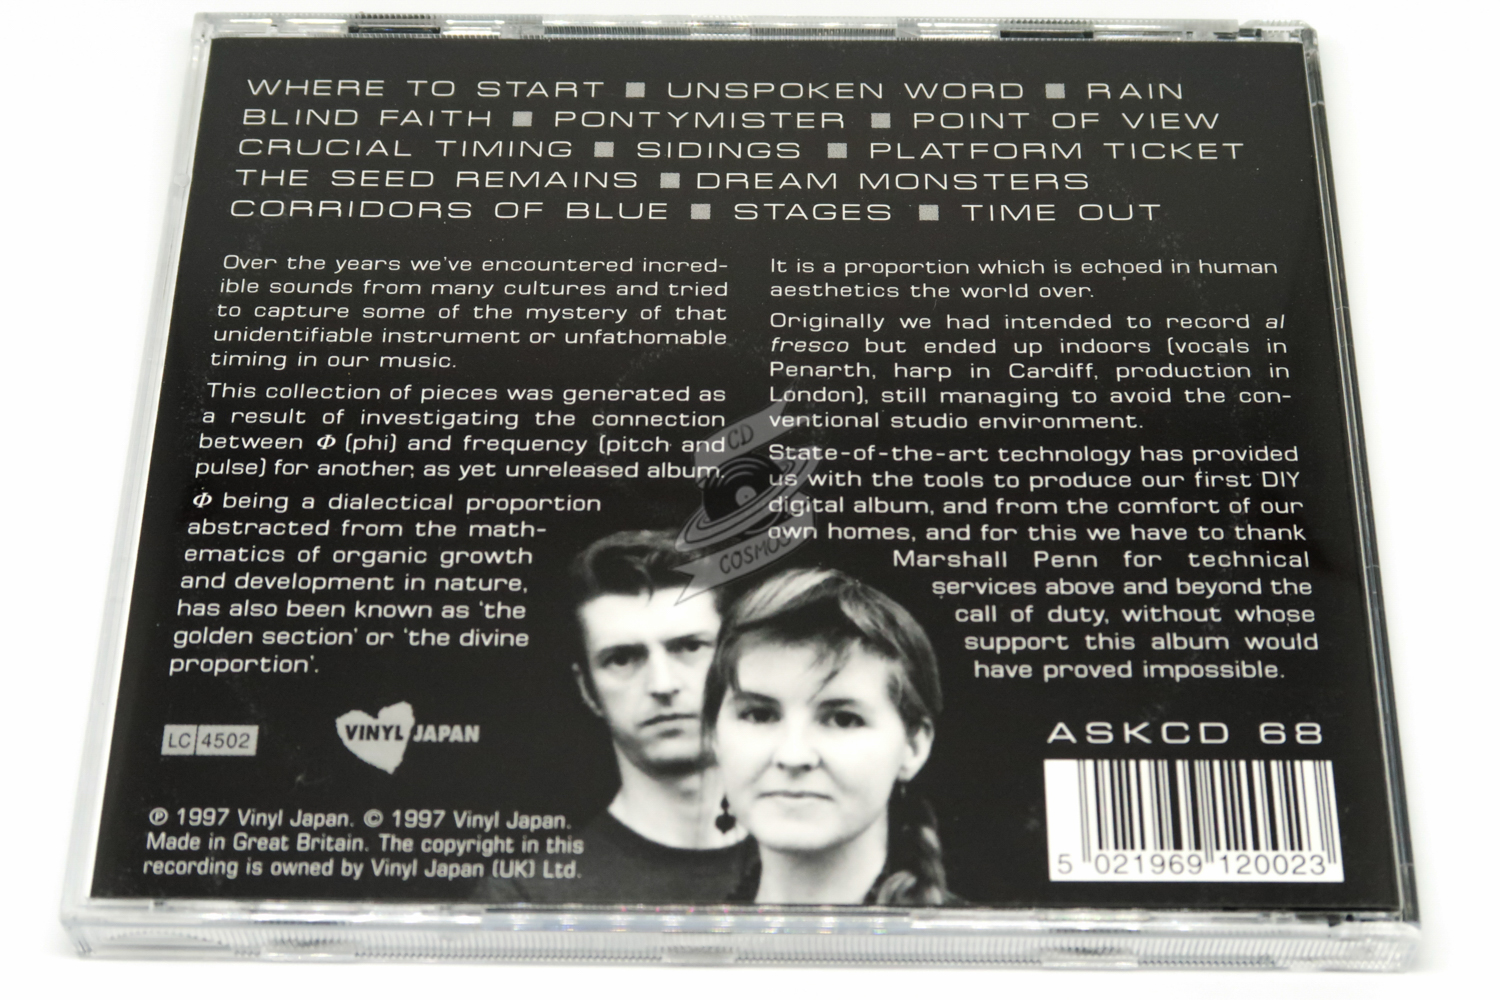 WHERE TO START ■ UNSPOKEN WORD ■ RAIN
BLIND FAITH ■ PONTYMISTER ■ POINT OF VIEW
CRUCIAL TIMING ■ SIDINGS ■ PLATFORM TICKET
THE SEED REMAINS ■ DREAM MONSTERS
CORRIDORS OF BLUE ■ STAGES ■ TIME OUT
Over the years we've encountered incred-
ible sounds from many cultures and tried
to capture some of the mystery of that
unidentifiable instrument or unfathomable
timing in our music.
This collection of pieces was generated as
a result of investigating the connection
between Φ (phi) and frequency (pitch and
pulse) for another, as yet unreleased album.
Φ being a dialectical proportion
abstracted from the math-
ematics of organic growth
and development in nature,
has also been known as 'the
golden section' or 'the divine
proportion'.
It is a proportion which is echoed in human
aesthetics the world over.
Originally we had intended to record al
fresco but ended up indoors (vocals in
Penarth, harp in Cardiff, production in
London), still managing to avoid the con-
ventional studio environment.
State-of-the-art technology has provided
us with the tools to produce our first DIY
digital album, and from the comfort of our
own homes, and for this we have to thank
Marshall Penn for technical
services above and beyond the
call of duty, without whose
support this album would
have proved impossible.
CD
COSMOS
LC 4502
VINYL JAPAN
ASKCD 68
℗ 1997 Vinyl Japan. © 1997 Vinyl Japan.
Made in Great Britain. The copyright in this
recording is owned by Vinyl Japan (UK) Ltd.
5 021969 120023